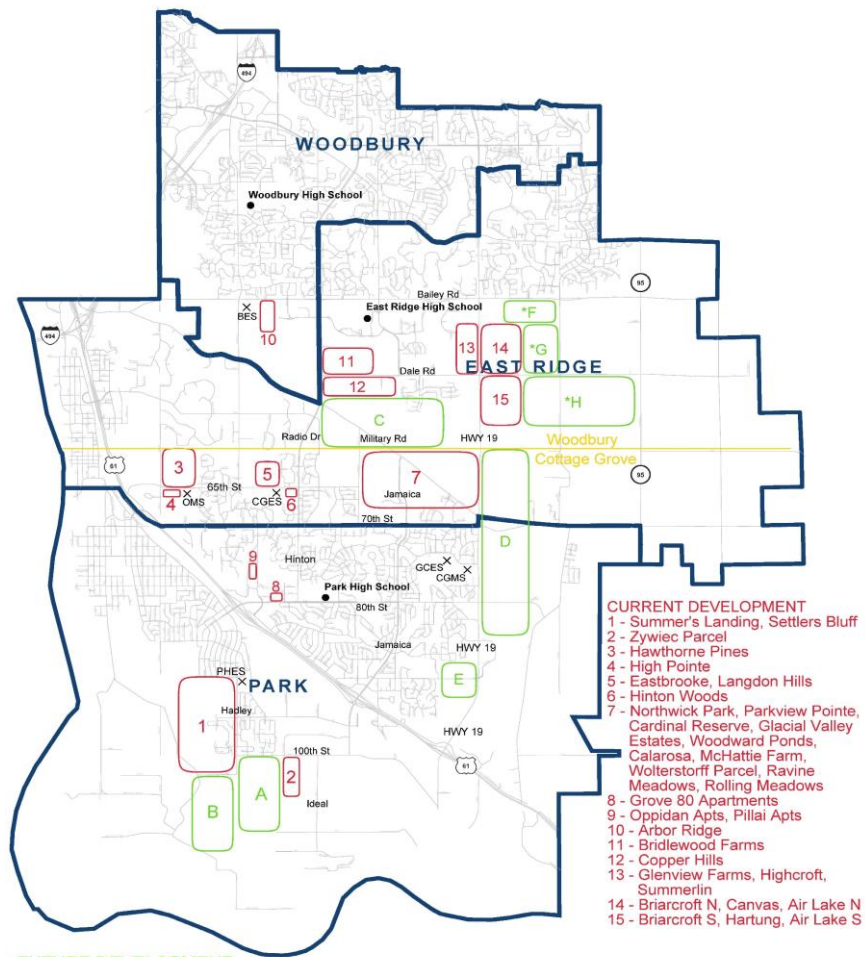 494
WOODBURY
Woodbury High School
95
Bailey Rd
BES
East Ridge High School
*F
10
494
13
14
*G
11
Dale Rd
EAST RIDGE
12
15
*H
C
Radio Dr
Military Rd
HWY 19
Woodbury
Cottage Grove
61
3
5
7
95
65th St
4
OMS
CGES
6
Jamaica
70th St
D
9
Hinton
GCES
CGMS
8
Park High School
80th St
Jamaica
HWY 19
PHES
PARK
E
1
Hadley
HWY 19
100th St
61
A
2
B
Ideal
CURRENT DEVELOPMENT
1 - Summer's Landing, Settlers Bluff
2 - Zywiec Parcel
3 - Hawthorne Pines
4 - High Pointe
5 - Eastbrooke, Langdon Hills
6 - Hinton Woods
7 - Northwick Park, Parkview Pointe,
Cardinal Reserve, Glacial Valley
Estates, Woodward Ponds,
Calarosa, McHattie Farm,
Wolterstorff Parcel, Ravine
Meadows, Rolling Meadows
8 - Grove 80 Apartments
9 - Oppidan Apts, Pillai Apts
10 - Arbor Ridge
11 - Bridlewood Farms
12 - Copper Hills
13 - Glenview Farms, Highcroft,
Summerlin
14 - Briarcroft N, Canvas, Air Lake N
15 - Briarcroft S, Hartung, Air Lake S